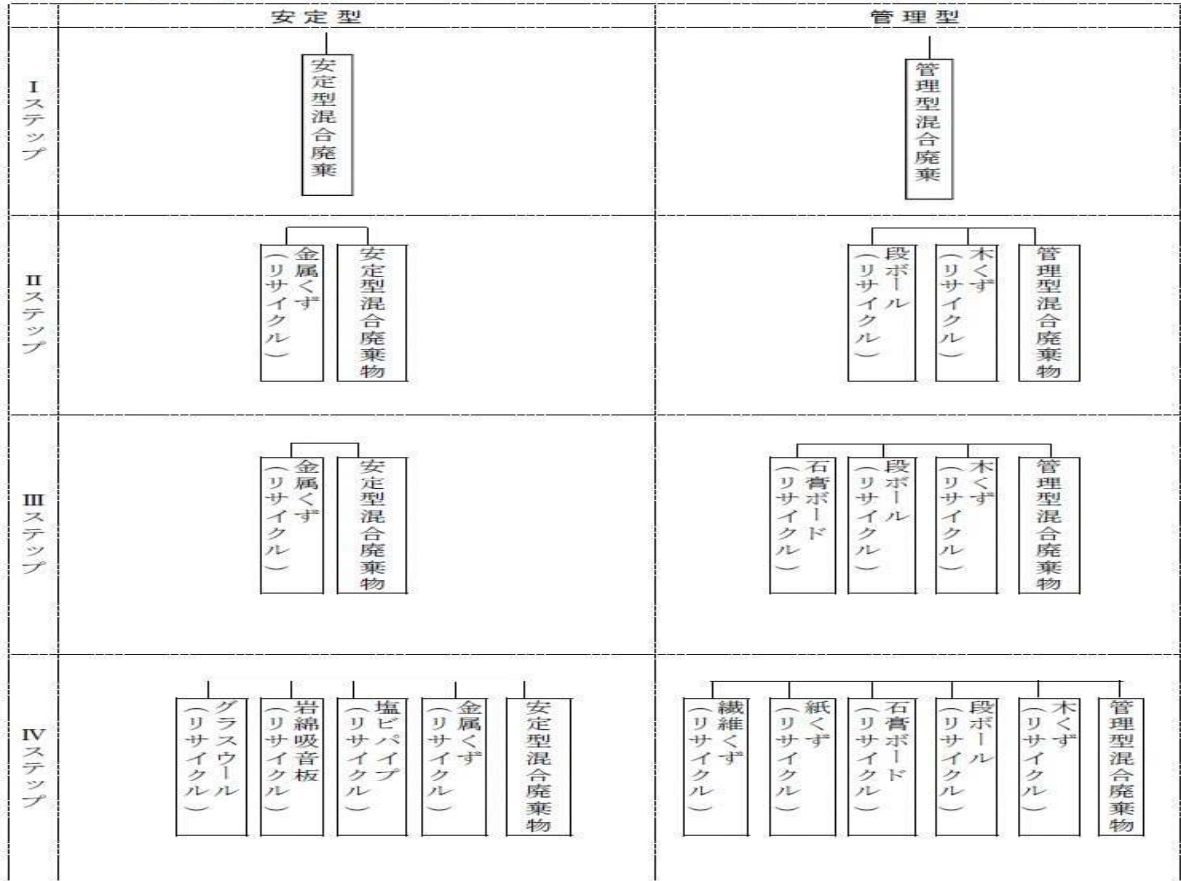 安定型
管理型
Ⅰステップ
安定型混合廃棄
管理型混合廃棄
Ⅱステップ
金属くず
（リサイクル）
安定型混合廃棄物
段ボール
（リサイクル）
木くず
（リサイクル）
管理型混合廃棄物
Ⅲステップ
金属くず
（リサイクル）
安定型混合廃棄物
石膏ボード
（リサイクル）
段ボール
（リサイクル）
木くず
（リサイクル）
管理型混合廃棄物
Ⅳステップ
グラスウール
（リサイクル）
岩綿吸音板
（リサイクル）
塩ビパイプ
（リサイクル）
金属くず
（リサイクル）
安定型混合廃棄物
繊維くず
（リサイクル）
紙くず
（リサイクル）
石膏ボード
（リサイクル）
段ボール
（リサイクル）
木くず
（リサイクル）
管理型混合廃棄物